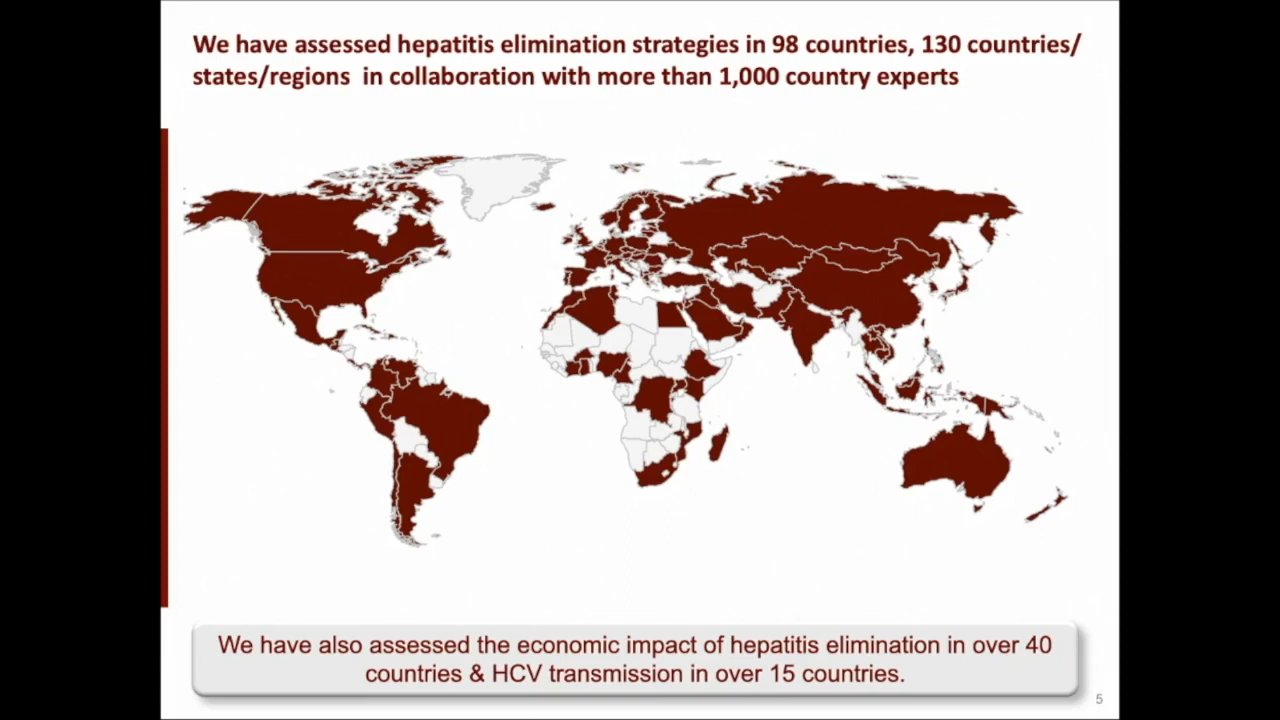 We have assessed hepatitis elimination strategies in 98 countries, 130 countries/
states/regions in collaboration with more than 1,000 country experts
We have also assessed the economic impact of hepatitis elimination in over 40
countries & HCV transmission in over 15 countries.
5